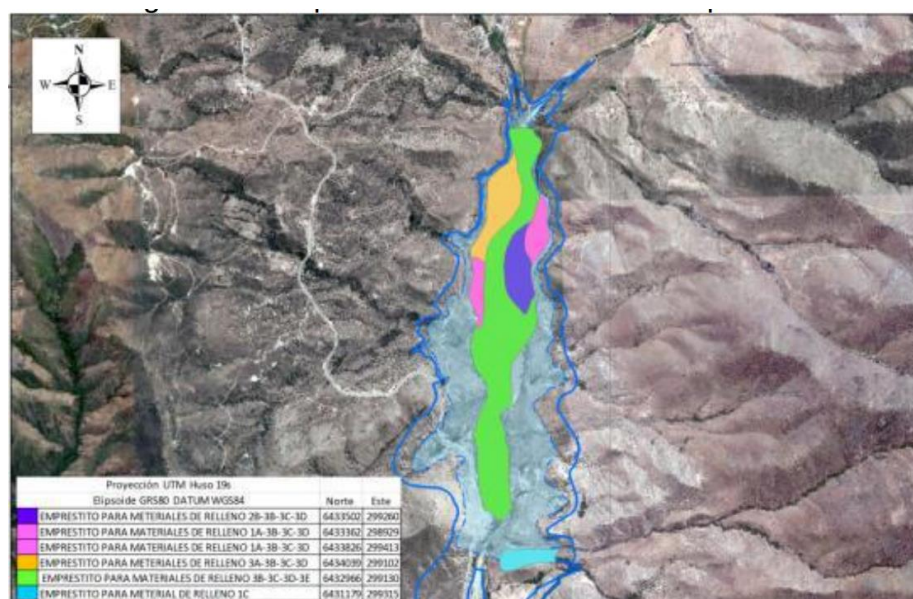 N
W E
S
Proyección UTM Huso 19s
Elipsoide GRS80 DATUM WGS84 Norte Este
EMPRESTITO PARA METERIALES DE RELLENO 2B-3B-3C-3D 6433502 299260
EMPRESTITO PARA MATERIALES DE RELLENO 1A-3B-3C-3D 6433362 298929
EMPRESTITO PARA MATERIALES DE RELLENO 1A-3B-3C-3D 6433826 299413
EMPRESTITO PARA METERIALES DE RELLENO 3A-3B-3C-3D 6434039 299102
EMPRESTITO PARA MATERIALES DE RELLENO 3B-3C-3D-3E 6432966 299130
EMPRESTITO PARA METERIAL DE RELLENO 1C 6431179 299315